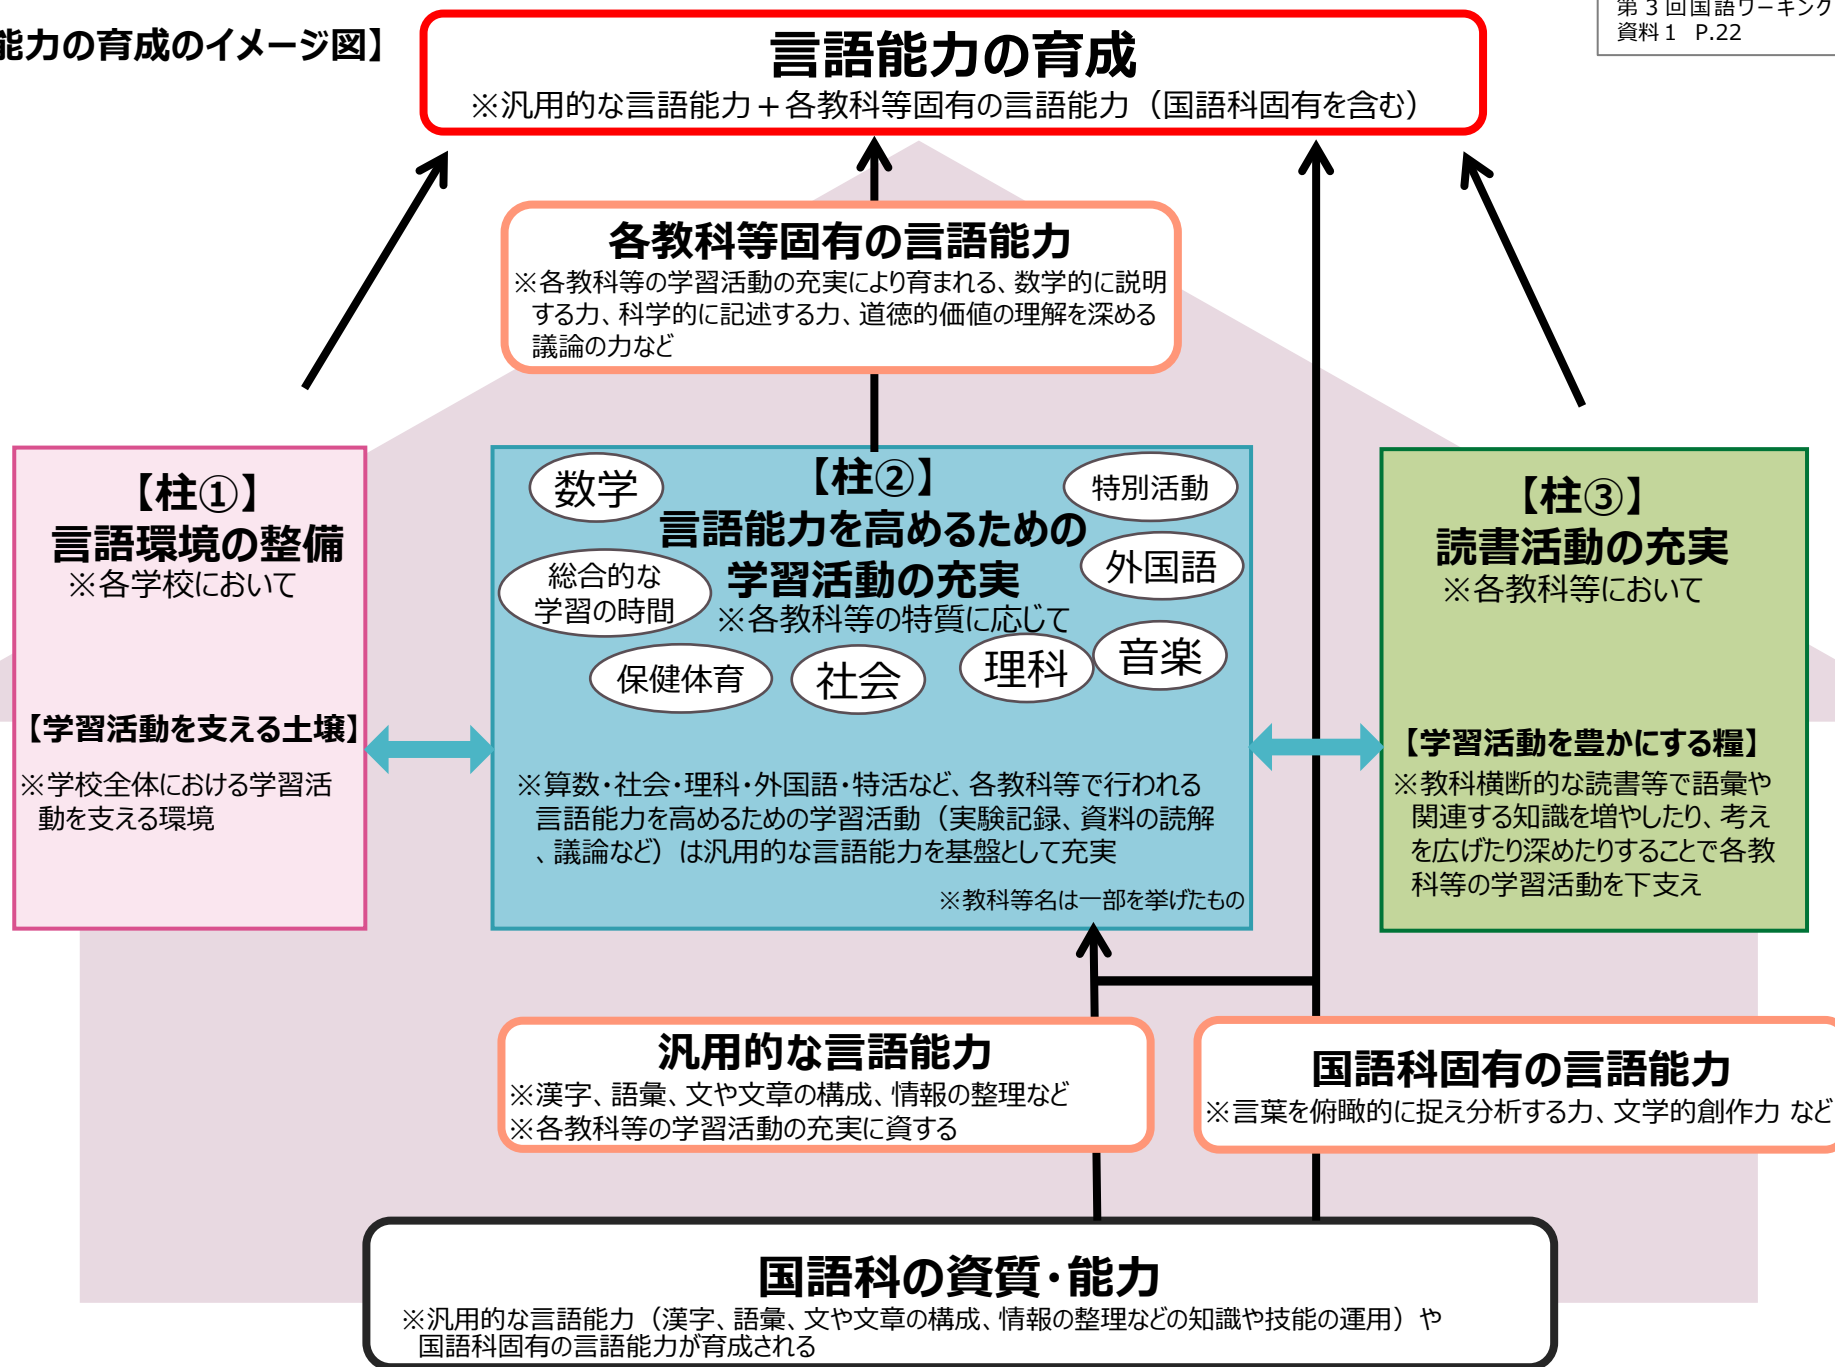 能力の育成のイメージ図】
第3回国語ワーキング
資料1 P.22
言語能力の育成
※汎用的な言語能力+各教科等固有の言語能力（国語科固有を含む）
各教科等固有の言語能力
※各教科等の学習活動の充実により育まれる、数学的に説明
する力、科学的に記述する力、道徳的価値の理解を深める
議論の力など
【柱①】
言語環境の整備
※各学校において
【学習活動を支える土壌】
※学校全体における学習活
動を支える環境
【柱②】
言語能力を高めるための
学習活動の充実
※各教科等の特質に応じて
数学
特別活動
総合的な
学習の時間
外国語
保健体育
社会
理科
音楽
※算数・社会・理科・外国語・特活など、各教科等で行われる
言語能力を高めるための学習活動（実験記録、資料の読解
、議論など）は汎用的な言語能力を基盤として充実
※教科等名は一部を挙げたもの
【柱③】
読書活動の充実
※各教科等において
【学習活動を豊かにする糧】
※教科横断的な読書等で語彙や
関連する知識を増やしたり、考え
を広げたり深めたりすることで各教
科等の学習活動を下支え
汎用的な言語能力
※漢字、語彙、文や文章の構成、情報の整理など
※各教科等の学習活動の充実に資する
国語科固有の言語能力
※言葉を俯瞰的に捉え分析する力、文学的創作力 など
国語科の資質・能力
※汎用的な言語能力（漢字、語彙、文や文章の構成、情報の整理などの知識や技能の運用）や
国語科固有の言語能力が育成される